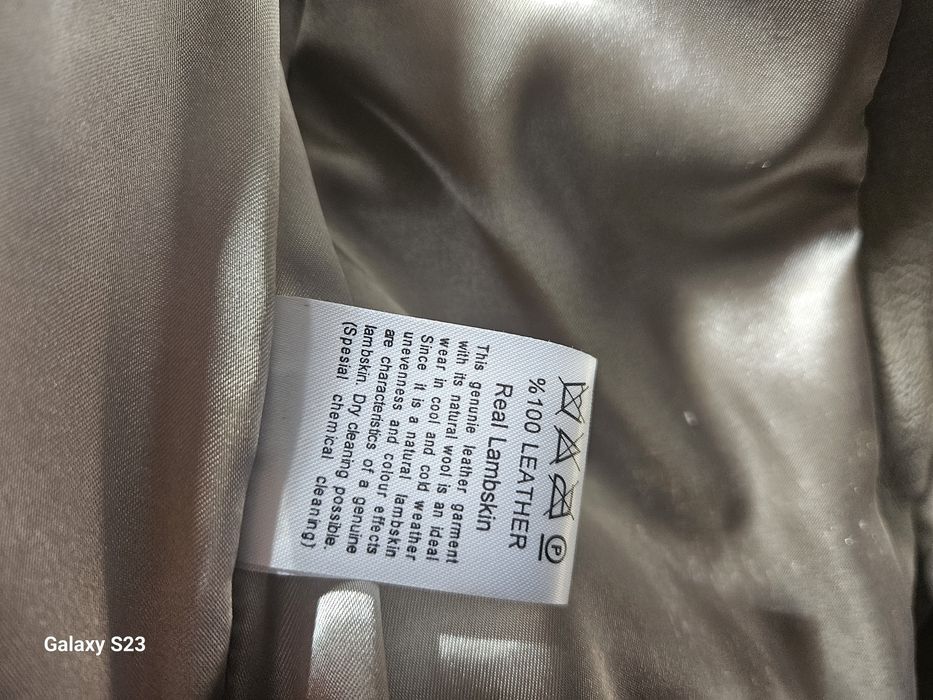 P
%100 LEATHER
Real Lambskin
This genunie leather garment
with its natural wool is an ideal
wear in cool and cold weather
Since it is a natural lambskin
unevenness and colour effects
are characteristics of a genuine
lambskin. Dry cleaning possible.
(Spesial chemical cleaning)
Galaxy S23